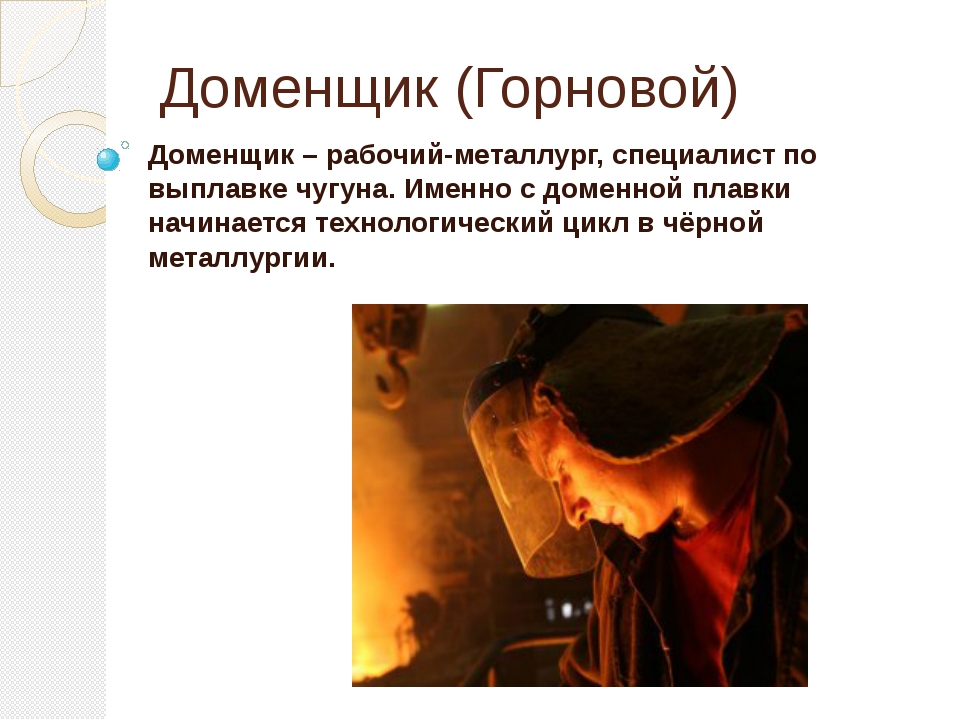 Доменщик (Горновой)
Доменщик – рабочий-металлург, специалист по
выплавке чугуна. Именно с доменной плавки
начинается технологический цикл в чёрной
металлургии.